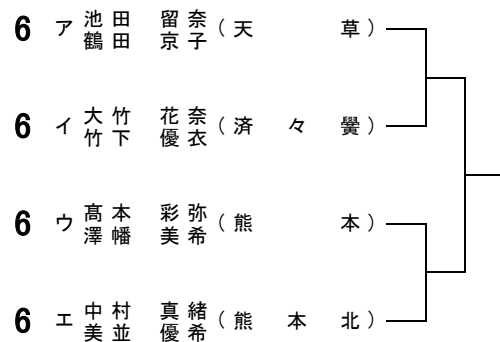 6 ア 池田 留奈
鶴田 京子 (天草)
6 イ 大竹 花奈
竹下 優衣 (済々黌)
6 ウ 髙本 彩弥
澤幡 美希 (熊本)
6 エ 中村 真緒
美並 優希 (熊本北)